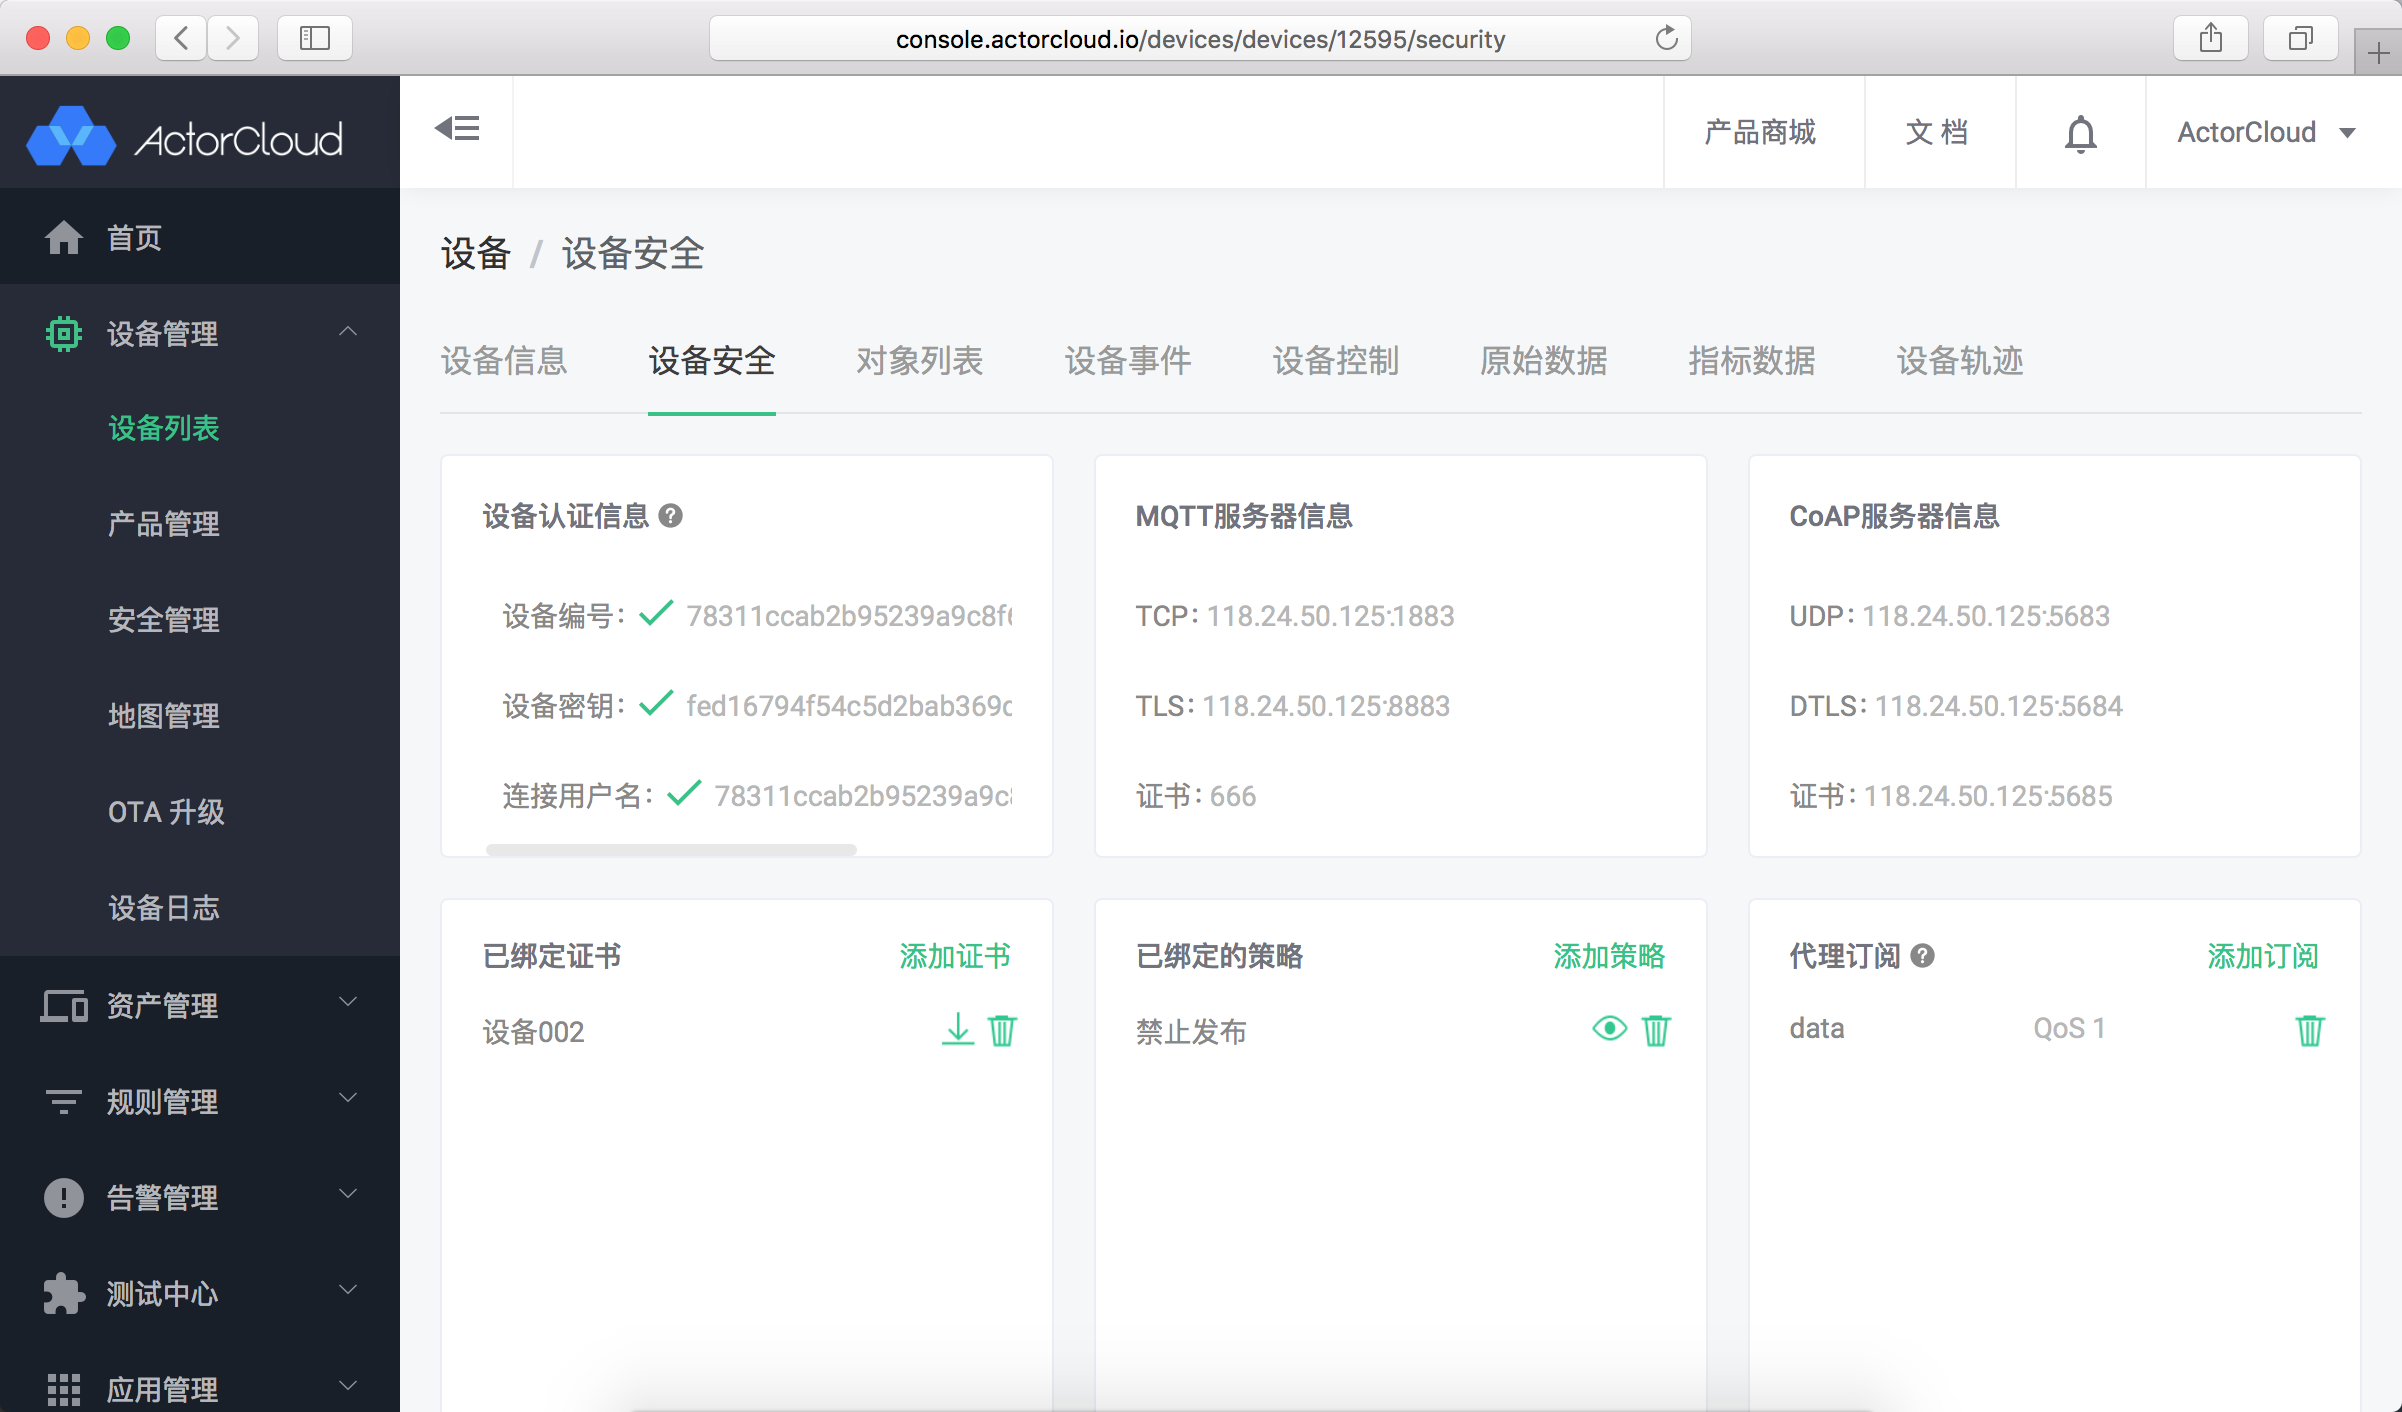 console.actorcloud.io/devices/devices/12595/security
ActorCloud
产品商城
文 档
ActorCloud
首页
设备管理
设备列表
产品管理
安全管理
地图管理
OTA 升级
设备日志
资产管理
规则管理
告警管理
测试中心
应用管理
设备 / 设备安全
设备信息 设备安全 对象列表 设备事件 设备控制 原始数据 指标数据 设备轨迹
设备认证信息
设备编号: 78311ccab2b95239a9c8f6
设备密钥: fed16794f54c5d2bab369c
连接用户名: 78311ccab2b95239a9c8
MQTT服务器信息
TCP: 118.24.50.125:1883
TLS: 118.24.50.125:8883
证书: 666
CoAP服务器信息
UDP: 118.24.50.125:5683
DTLS: 118.24.50.125:5684
证书: 118.24.50.125:5685
已绑定证书 添加证书
设备002
已绑定的策略 添加策略
禁止发布
代理订阅 添加订阅
data QoS 1